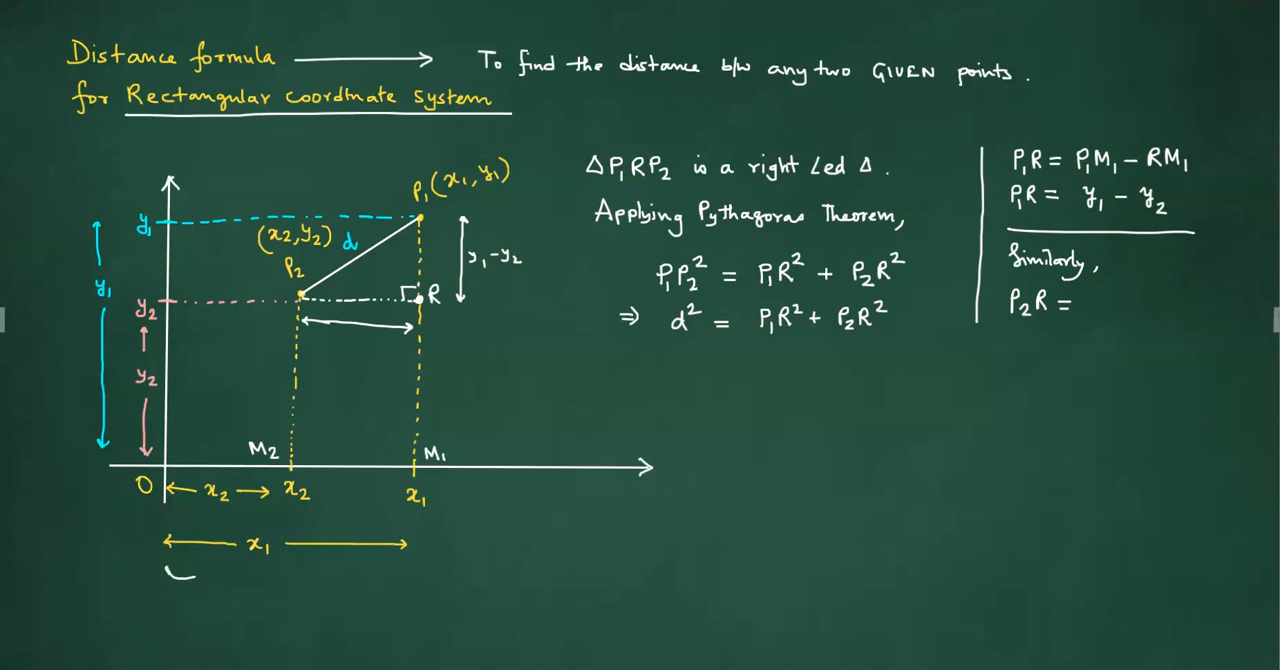 Distance formula ⟶ To find the distance b/w any two GIVEN points.
for Rectangular coordinate system
P₁(x₁, y₁)
y₁
(x₂, y₂) d
P₂
y₁-y₂
y₁
y₂
R
y₂
M₂
M₁
O
x₂
x₂
x₁
x₁
Δ P₁RP₂ is a right ∠ed Δ.
Applying Pythagoras Theorem,
P₁P₂² = P₁R² + P₂R²
⇒ d² = P₁R² + P₂R²
P₁R = P₁M₁ - RM₁
P₁R = y₁ - y₂
Similarly,
P₂R =